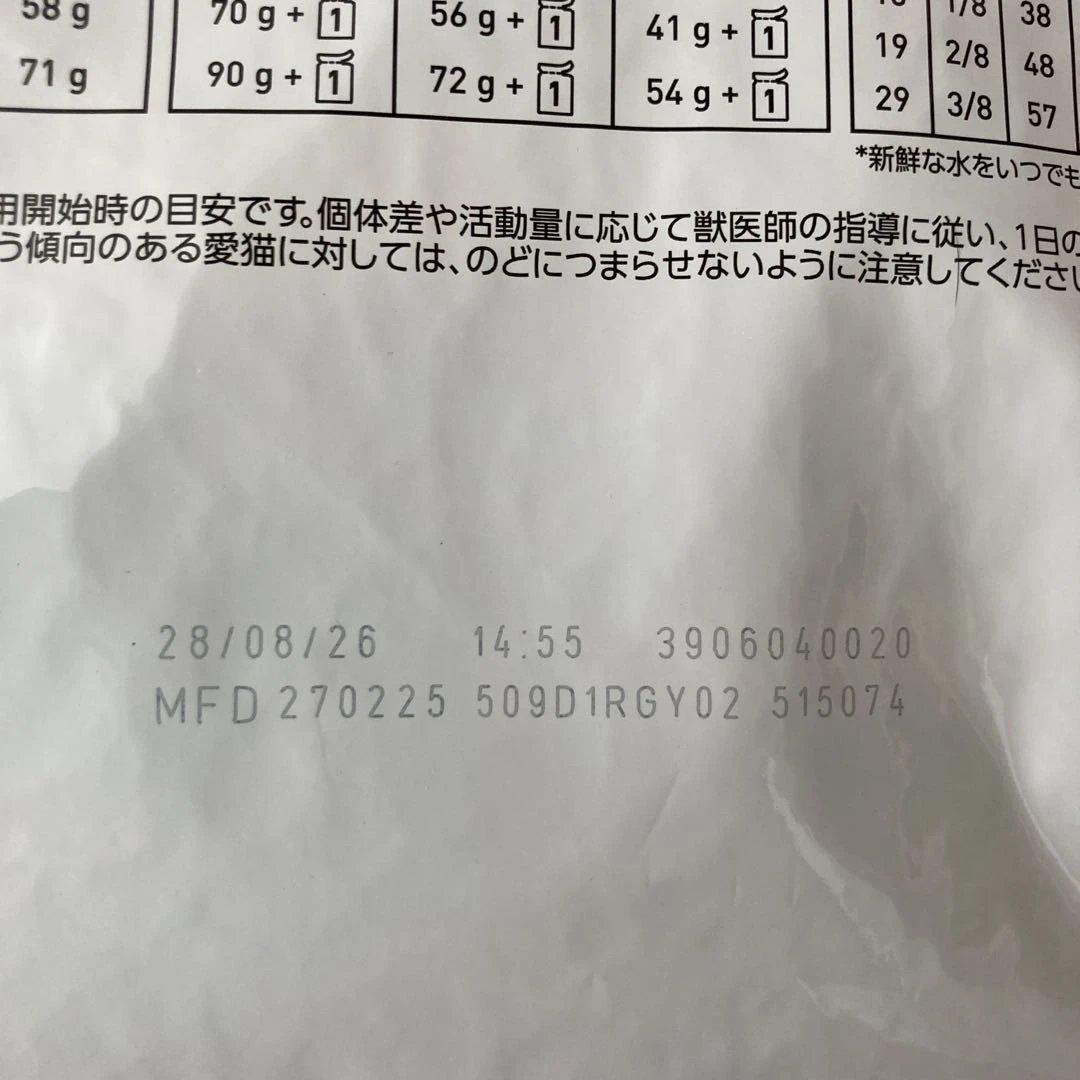 58 g 70 g + 1 56 g + 1 41 g + 1 1/8 38
71 g 90 g + 1 72 g + 1 54 g + 1 19 2/8 48
29 3/8 57
*新鮮な水をいつでも
用開始時の目安です。個体差や活動量に応じて獣医師の指導に従い、1日の
う傾向のある愛猫に対しては、のどにつまらせないように注意してください
28/08/26 14:55 3906040020
MFD 270225 509D1RGY02 515074